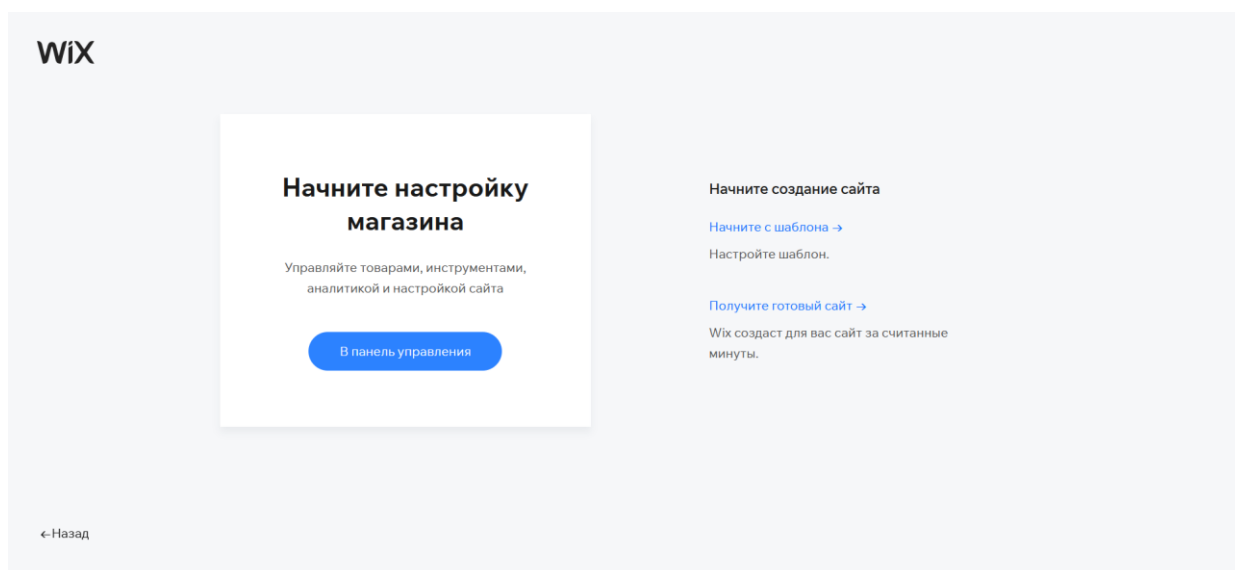 WiX
Начните настройку
магазина
Управляйте товарами, инструментами,
аналитикой и настройкой сайта
В панель управления
Начните создание сайта
Начните с шаблона →
Настройте шаблон.
Получите готовый сайт →
Wix создаст для вас сайт за считанные
минуты.
←Назад